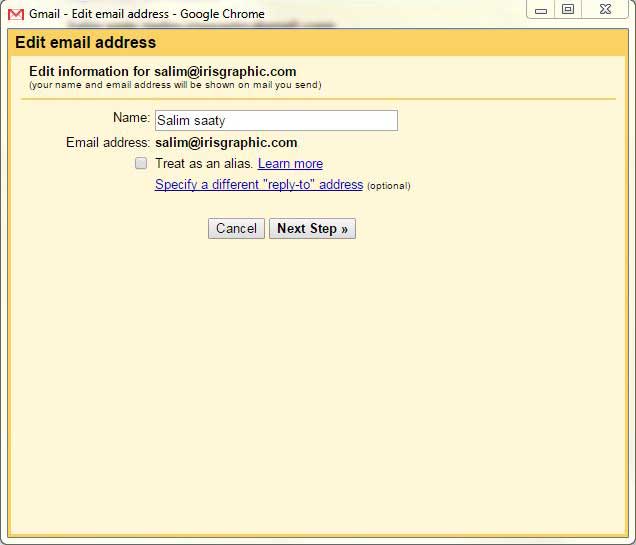 Gmail - Edit email address - Google Chrome
Edit email address
Edit information for salim@irisgraphic.com
(your name and email address will be shown on mail you send)
Name: Salim saaty
Email address: salim@irisgraphic.com
Treat as an alias. Learn more
Specify a different "reply-to" address (optional)
Cancel Next Step »